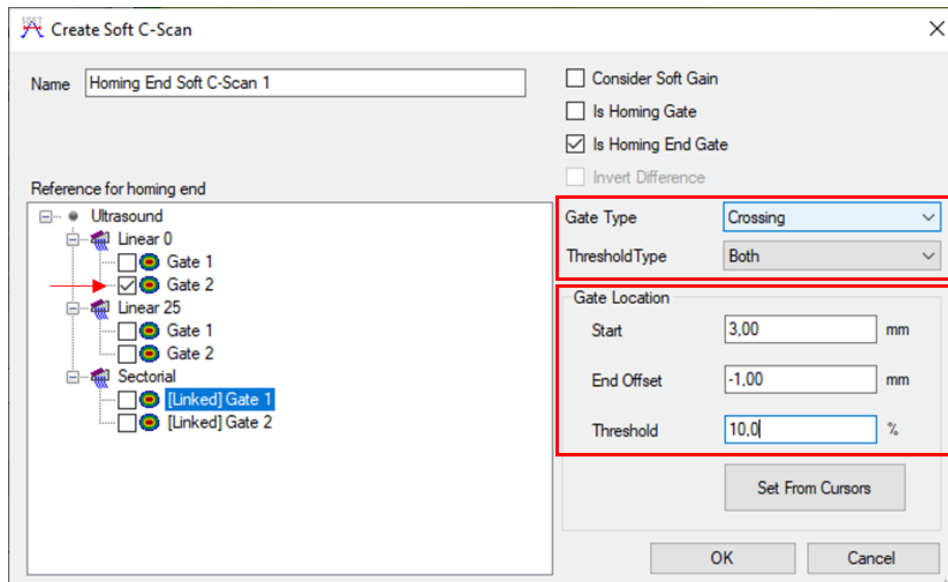 Create Soft C-Scan
Name Homing End Soft C-Scan 1
Consider Soft Gain
Is Homing Gate
Is Homing End Gate
Invert Difference
Reference for homing end
Ultrasound
Linear 0
Gate 1
Gate 2
Linear 25
Gate 1
Gate 2
Sectorial
[Linked] Gate 1
[Linked] Gate 2
Gate Type Crossing
ThresholdType Both
Gate Location
Start 3,00 mm
End Offset -1,00 mm
Threshold 10,0 %
Set From Cursors
OK Cancel